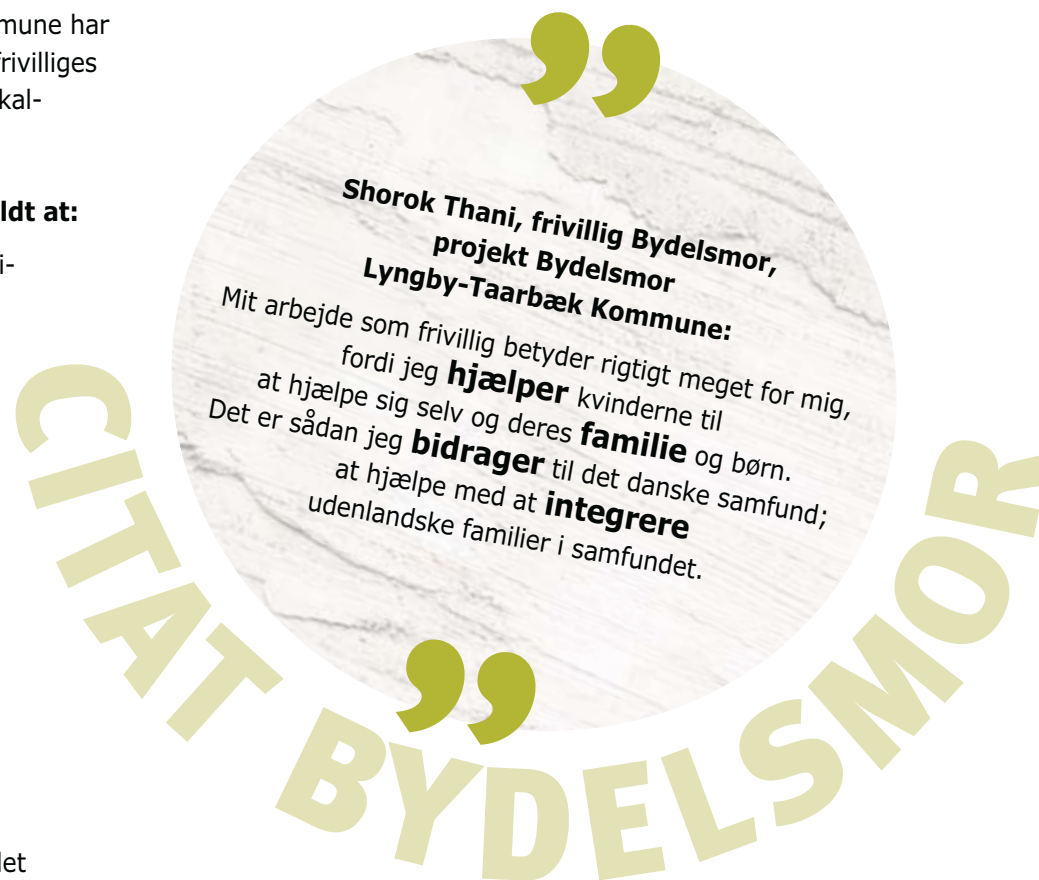 mune har
frivilliges
kal-
ldt at:
i-
let
Shorok Thani, frivillig Bydelsmor,
projekt Bydelsmor
Lyngby-Taarbæk Kommune:
Mit arbejde som frivillig betyder rigtigt meget for mig,
fordi jeg hjælper kvinderne til
at hjælpe sig selv og deres familie og børn.
Det er sådan jeg bidrager til det danske samfund;
at hjælpe med at integrere
udenlandske familier i samfundet.
CITAT BYDELSMOR